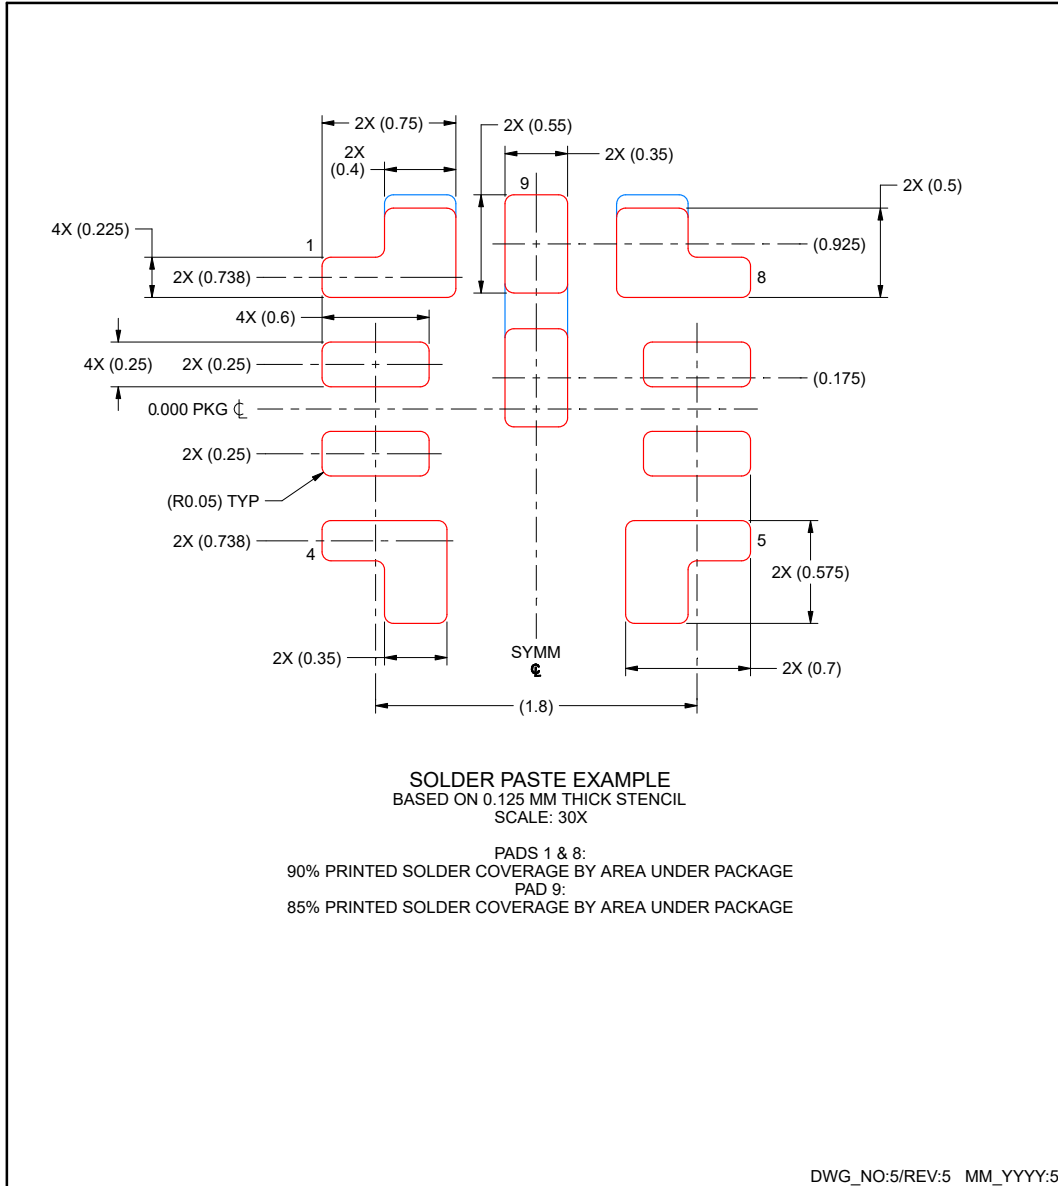 2X (0.75)
2X (0.55)
2X
(0.4)
2X (0.35)
9
2X (0.5)
4X (0.225)
1
(0.925)
2X (0.738)
8
4X (0.6)
4X (0.25)
2X (0.25)
(0.175)
0.000 PKG ℄
2X (0.25)
(R0.05) TYP
2X (0.738)
4
5
2X (0.575)
2X (0.35)
SYMM
℄
2X (0.7)
(1.8)
SOLDER PASTE EXAMPLE
BASED ON 0.125 MM THICK STENCIL
SCALE: 30X
PADS 1 & 8:
90% PRINTED SOLDER COVERAGE BY AREA UNDER PACKAGE
PAD 9:
85% PRINTED SOLDER COVERAGE BY AREA UNDER PACKAGE
DWG_NO:5/REV:5 MM_YYYY:5